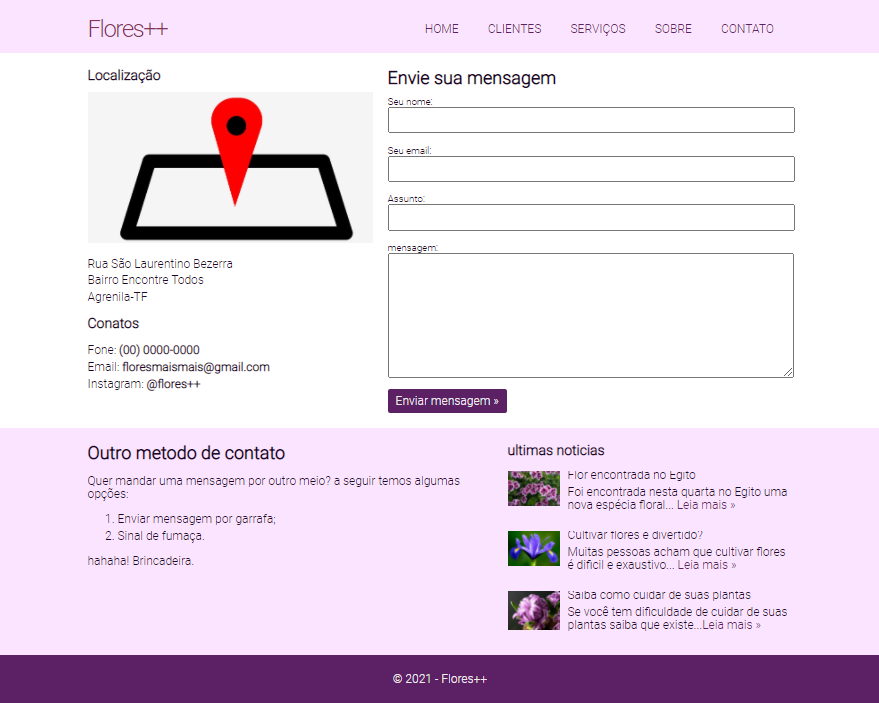 Flores++
HOME CLIENTES SERVIÇOS SOBRE CONTATO
Localização
Rua São Laurentino Bezerra
Bairro Encontre Todos
Agrenila-TF
Conatos
Fone: (00) 0000-0000
Email: floresmaismais@gmail.com
Instagram: @flores++
Envie sua mensagem
Seu nome:
Seu email:
Assunto:
mensagem:
Enviar mensagem »
Outro metodo de contato
Quer mandar uma mensagem por outro meio? a seguir temos algumas
opções:
1. Enviar mensagem por garrafa;
2. Sinal de fumaça.
hahaha! Brincadeira.
ultimas noticias
Flor encontrada no Egito
Foi encontrada nesta quarta no Egito uma
nova espécia floral... Leia mais »
Cultivar flores e divertido?
Muitas pessoas acham que cultivar flores
é dificil e exaustivo... Leia mais »
Saiba como cuidar de suas plantas
Se você tem dificuldade de cuidar de suas
plantas saiba que existe...Leia mais »
© 2021 - Flores++